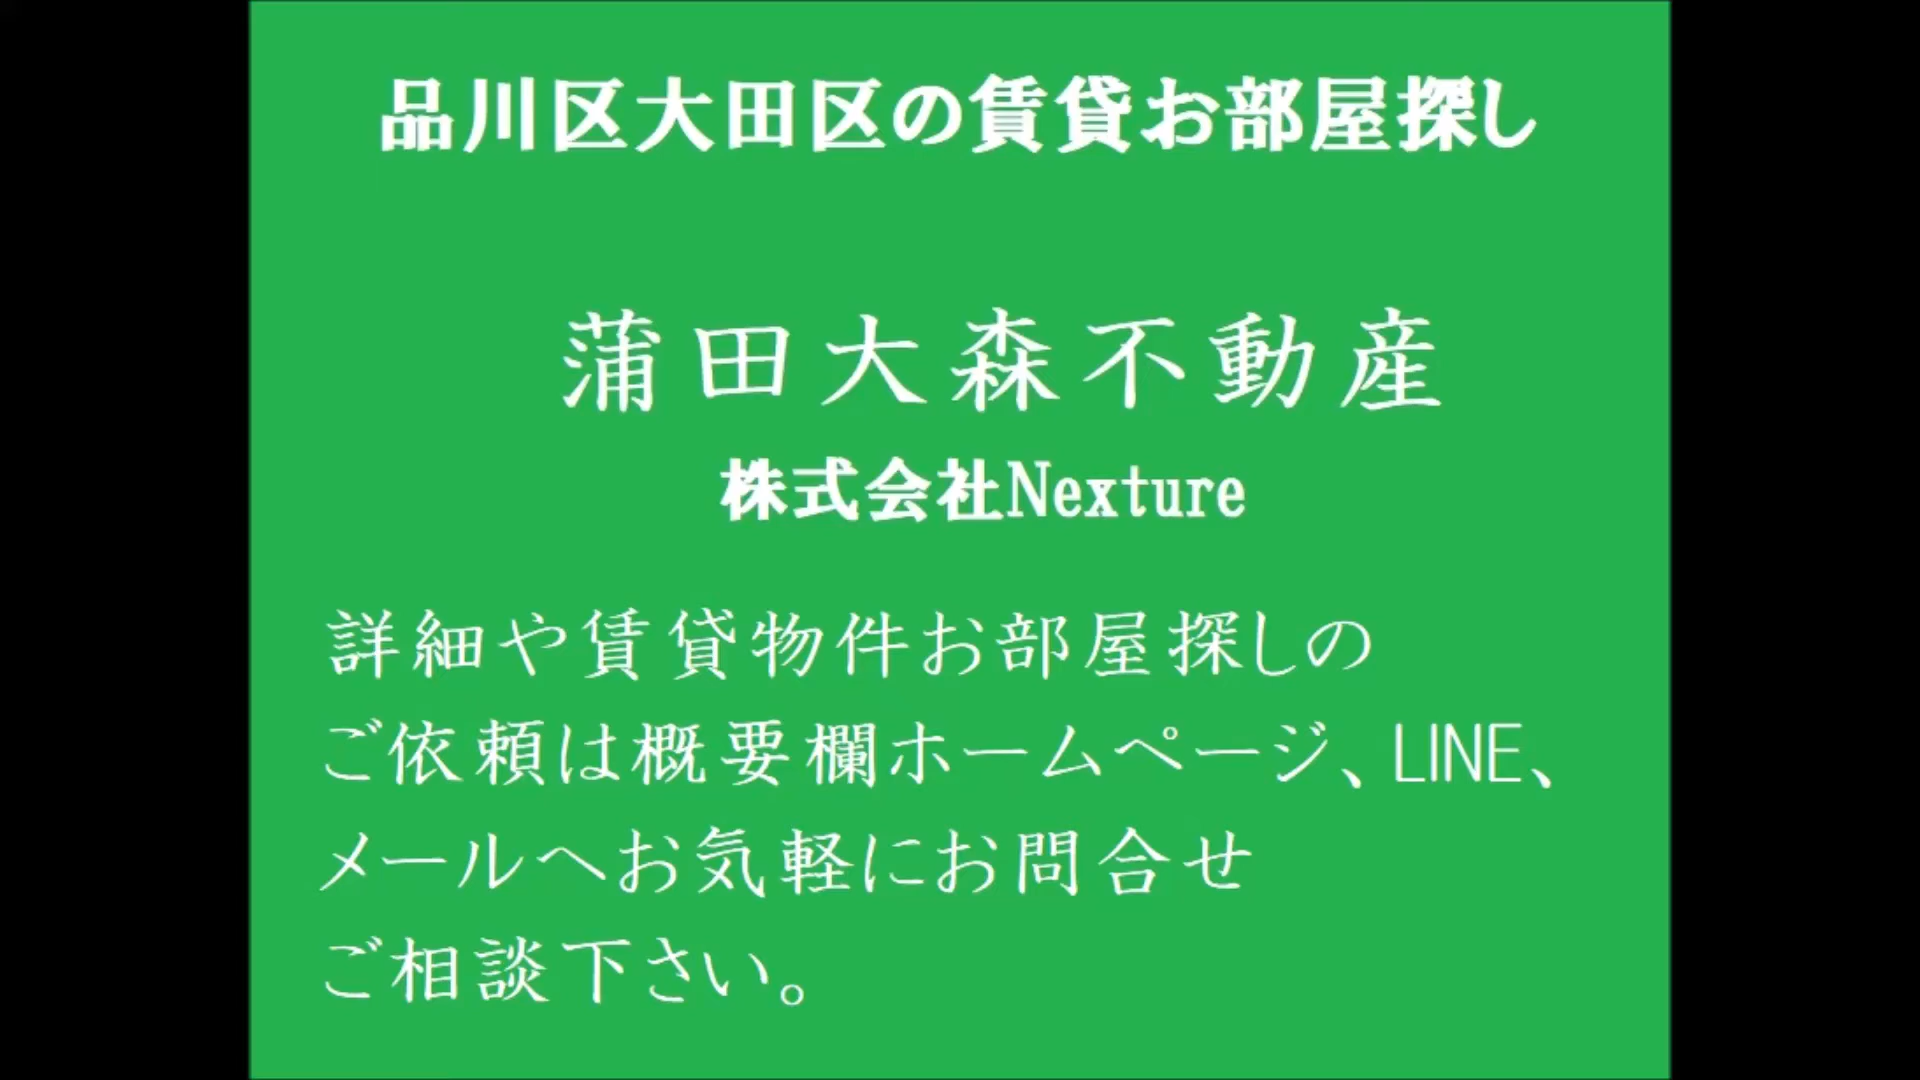 品川区大田区の賃貸お部屋探し
蒲田大森不動産
株式会社Nexture
詳細や賃貸物件お部屋探しの
ご依頼は概要欄ホームページ、LINE、
メールへお気軽にお問合せ
ご相談下さい。